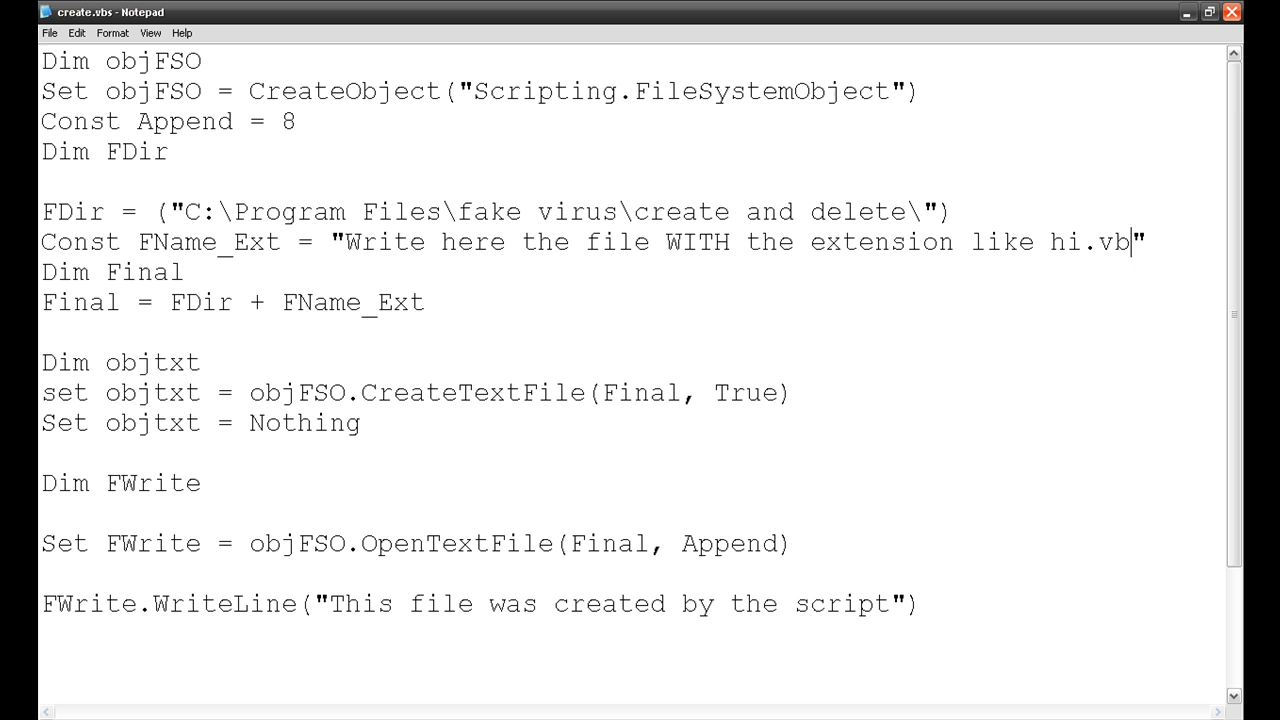 create.vbs - Notepad
File Edit Format View Help
Dim objFSO
Set objFSO = CreateObject("Scripting.FileSystemObject")
Const Append = 8
Dim FDir
FDir = ("C:\Program Files\fake virus\create and delete\")
Const FName_Ext = "Write here the file WITH the extension like hi.vb"
Dim Final
Final = FDir + FName_Ext
Dim objtxt
set objtxt = objFSO.CreateTextFile(Final, True)
Set objtxt = Nothing
Dim FWrite
Set FWrite = objFSO.OpenTextFile(Final, Append)
FWrite.WriteLine("This file was created by the script")